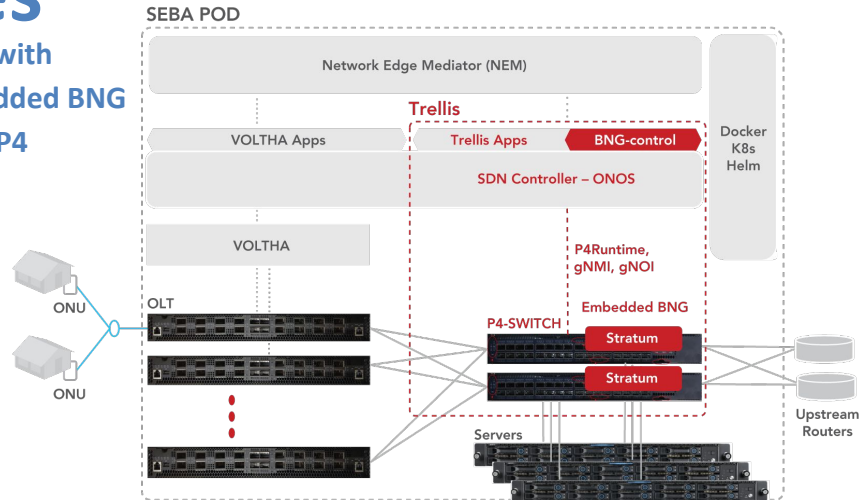 SEBA POD
with
BNG
P4
Network Edge Mediator (NEM)
Trellis
VOLTHA Apps
Trellis Apps
BNG-control
Docker
K8s
Helm
SDN Controller – ONOS
VOLTHA
P4Runtime,
gNMI, gNOI
ONU
OLT
Embedded BNG
P4-SWITCH
Stratum
Stratum
ONU
Upstream
Routers
Servers